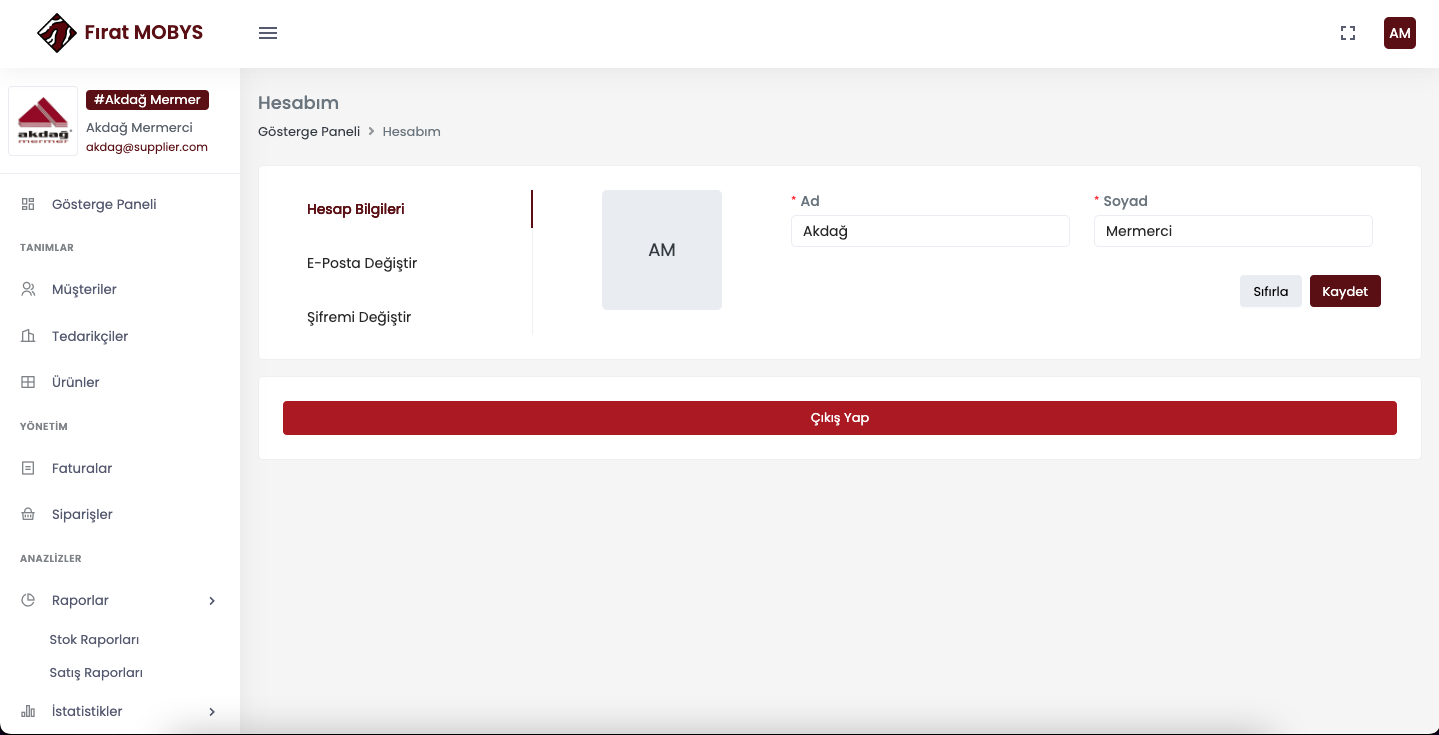 Fırat MOBYS
AM
#Akdağ Mermer
Akdağ Mermerci
akdag@supplier.com
akdağ
mermer
Gösterge Paneli
TANIMLAR
Müşteriler
Tedarikçiler
Ürünler
YÖNETİM
Faturalar
Siparişler
ANAZLİZLER
Raporlar
Stok Raporları
Satış Raporları
İstatistikler
Hesabım
Gösterge Paneli > Hesabım
Hesap Bilgileri
E-Posta Değiştir
Şifremi Değiştir
AM
* Ad
Akdağ
* Soyad
Mermerci
Sıfırla
Kaydet
Çıkış Yap